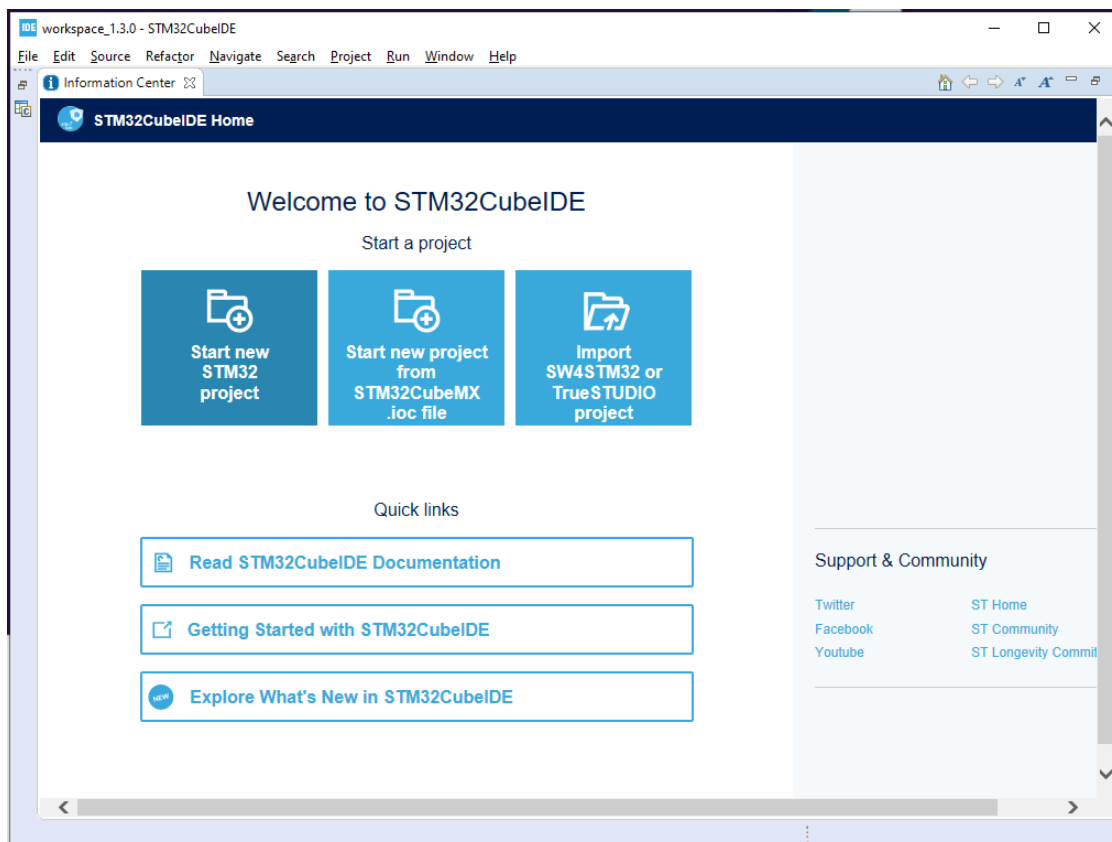 IDE workspace_1.3.0 - STM32CubeIDE
File Edit Source Refactor Navigate Search Project Run Window Help
Information Center
STM32CubeIDE Home
Welcome to STM32CubeIDE
Start a project
Start new
STM32
project
Start new project
from
STM32CubeMX
.ioc file
Import
SW4STM32 or
TrueSTUDIO
project
Quick links
Read STM32CubeIDE Documentation
Getting Started with STM32CubeIDE
NEW Explore What's New in STM32CubeIDE
Support & Community
Twitter ST Home
Facebook ST Community
Youtube ST Longevity Commit